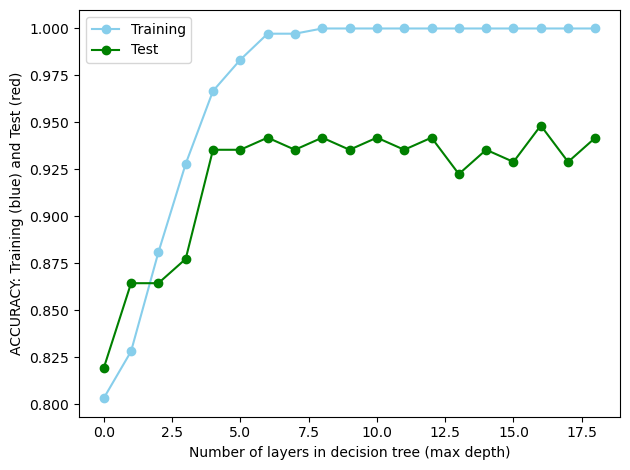 Training
Test
ACCURACY: Training (blue) and Test (red)
1.000
0.975
0.950
0.925
0.900
0.875
0.850
0.825
0.800
0.0 2.5 5.0 7.5 10.0 12.5 15.0 17.5
Number of layers in decision tree (max depth)